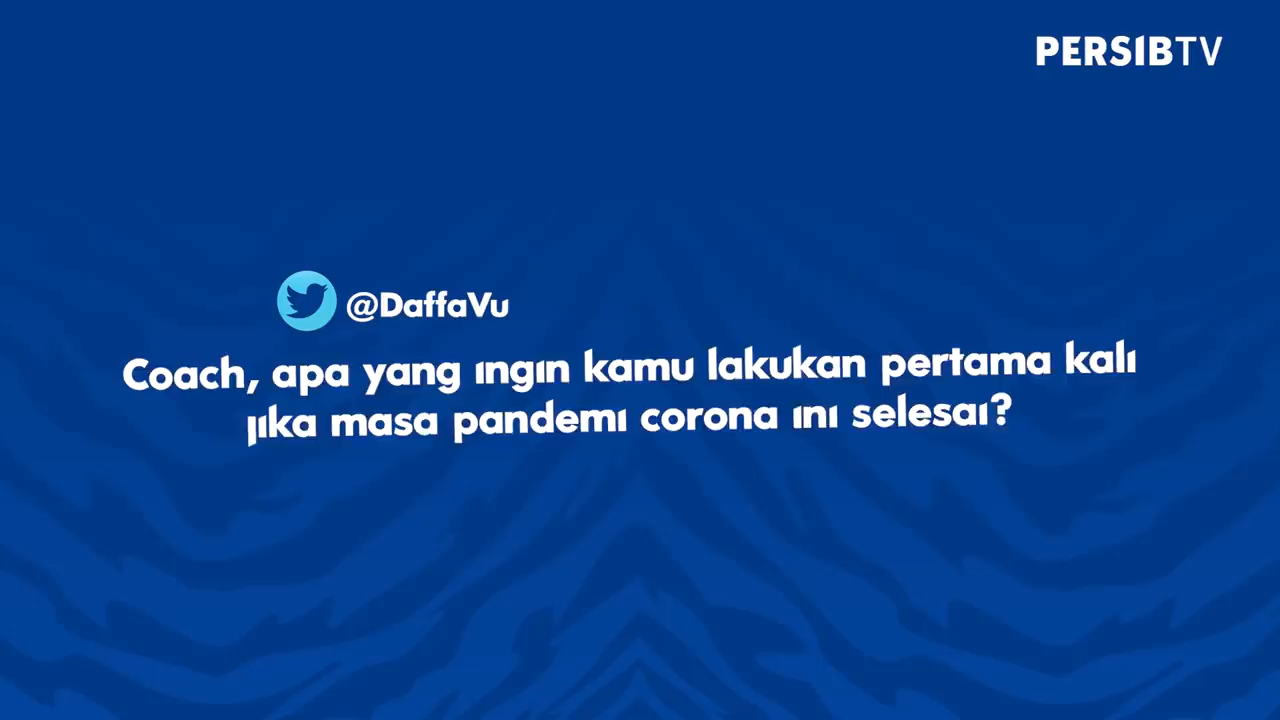 PERSIBTV
@DaffaVu
Coach, apa yang ingin kamu lakukan pertama kali
jika masa pandemi corona ini selesai?